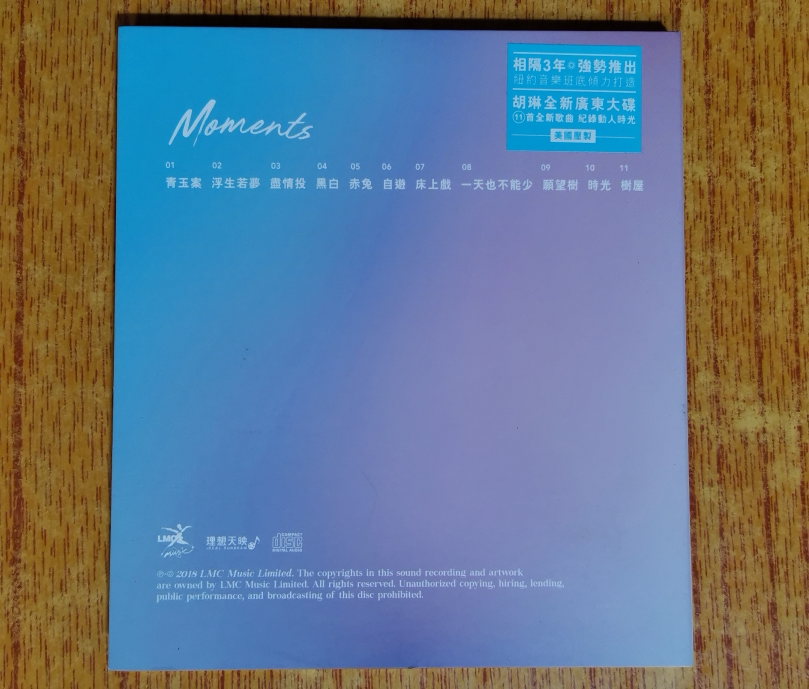 相隔3年 強勢推出
紐約音樂班底傾力打造
胡琳全新廣東大碟
⑪首全新歌曲 紀錄動人時光
美國壓製
Moments
01 02 03 04 05 06 07 08 09 10 11
青玉案 浮生若夢 盡情投 黑白 赤兔 自遊 床上戲 一天也不能少 願望樹 時光 樹屋
LMC music
理想天映
IDEAL SUNBEAM
COMPACT disc DIGITAL AUDIO
℗·© 2018 LMC Music Limited. The copyrights in this sound recording and artwork
are owned by LMC Music Limited. All rights reserved. Unauthorized copying, hiring, lending,
public performance, and broadcasting of this disc prohibited.